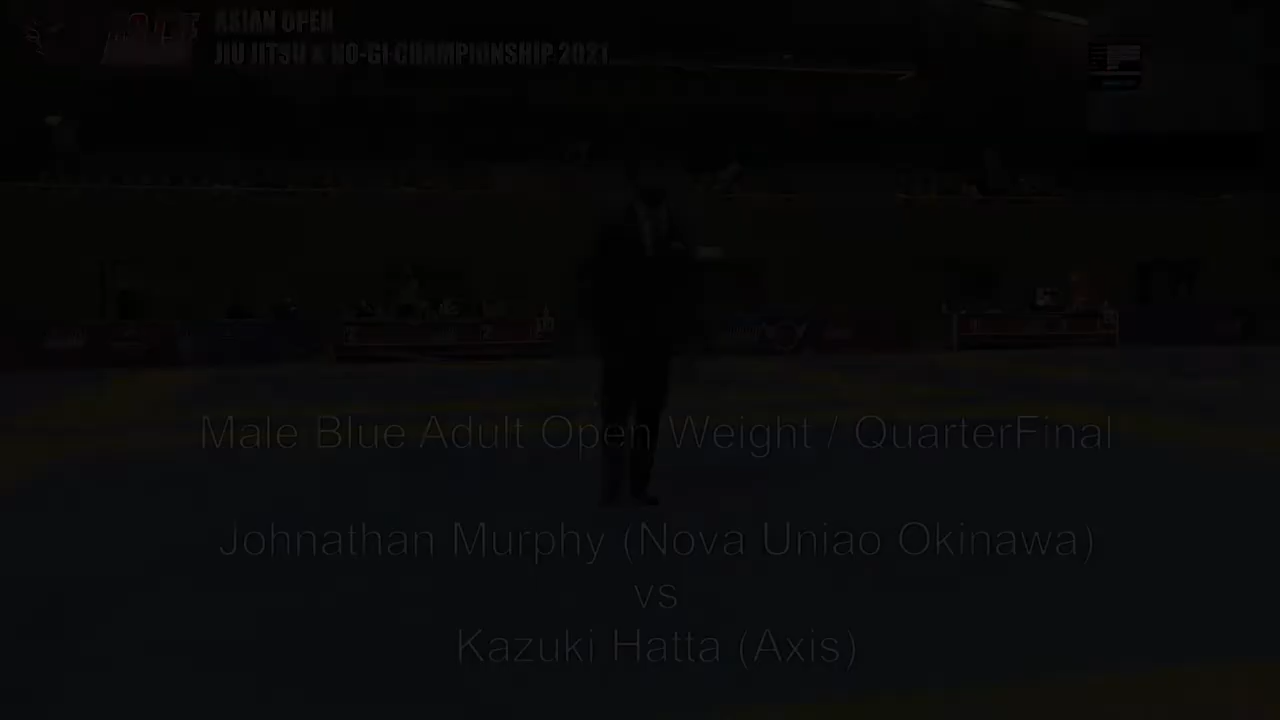 ASIAN OPEN
JIU JITSU & NO-GI CHAMPIONSHIP 2021
Male Blue Adult Open Weight / QuarterFinal
Johnathan Murphy (Nova Uniao Okinawa)
vs
Kazuki Hatta (Axis)